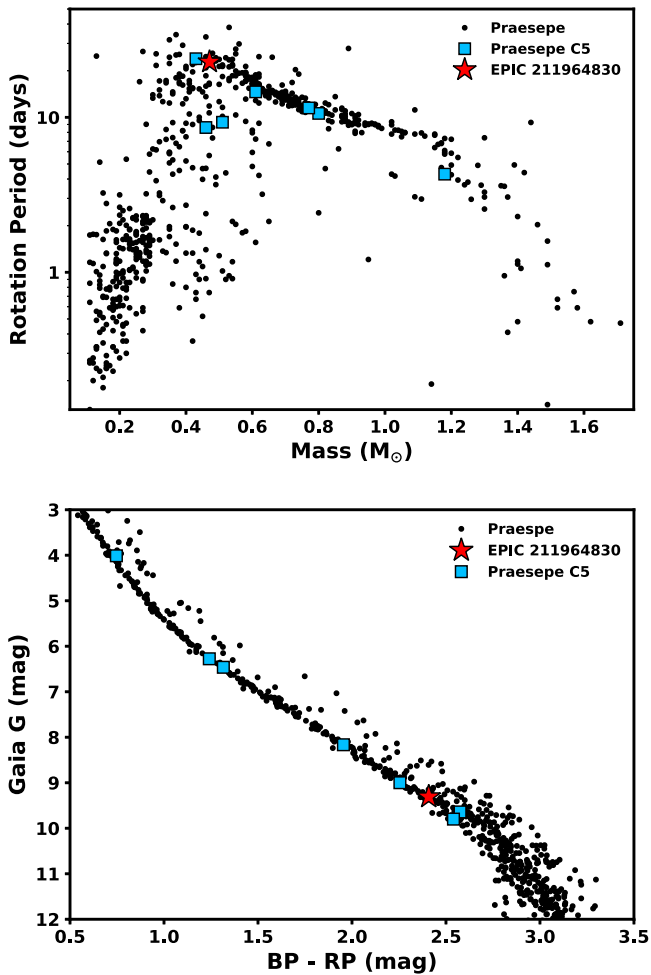 Praesepe
Praesepe C5
EPIC 211964830
10
1
Rotation Period (days)
0.2 0.4 0.6 0.8 1.0 1.2 1.4 1.6
Mass (M☉)
Praespe
EPIC 211964830
Praesepe C5
3
4
5
6
7
8
9
10
11
12
Gaia G (mag)
0.5 1.0 1.5 2.0 2.5 3.0 3.5
BP - RP (mag)